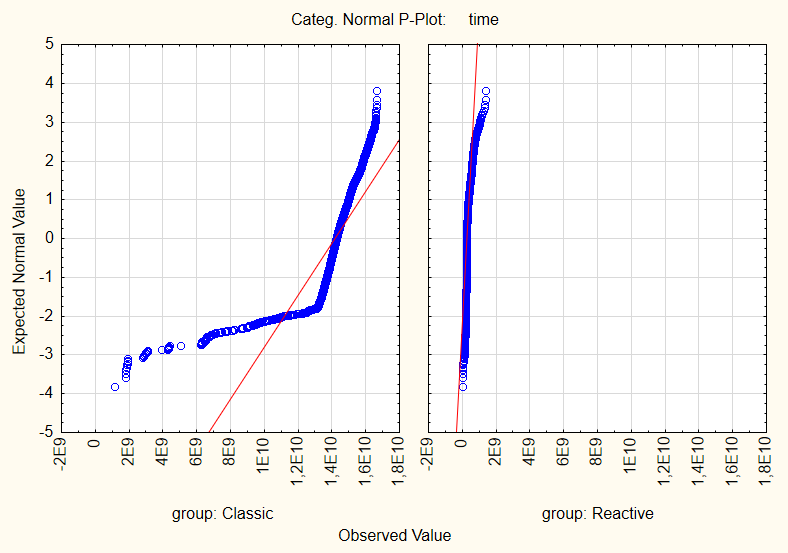 Categ. Normal P-Plot: time
5
4
3
2
1
0
-1
-2
-3
-4
-5
Expected Normal Value
-2E9
0
2E9
4E9
6E9
8E9
1E10
1,2E10
1,4E10
1,6E10
1,8E10
-2E9
0
2E9
4E9
6E9
8E9
1E10
1,2E10
1,4E10
1,6E10
1,8E10
group: Classic
group: Reactive
Observed Value